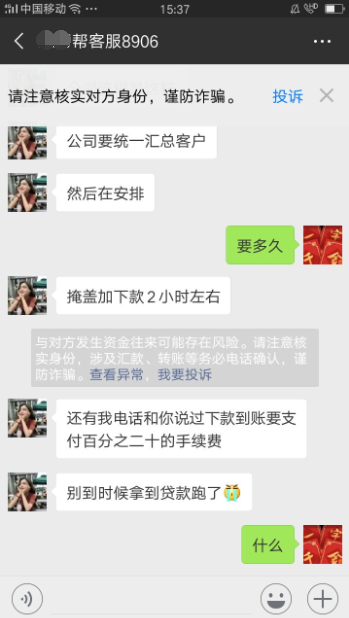 中国移动
15:37
帮客服8906
请注意核实对方身份，谨防诈骗。
投诉
公司要统一汇总客户
然后在安排
要多久
掩盖加下款2小时左右
与对方发生资金往来可能存在风险。请注意核
实身份，涉及汇款、转账等务必电话确认，谨
防诈骗。查看异常，我要投诉
还有我电话和你说过下款到账要支
付百分之二十的手续费
别到时候拿到贷款跑了
什么